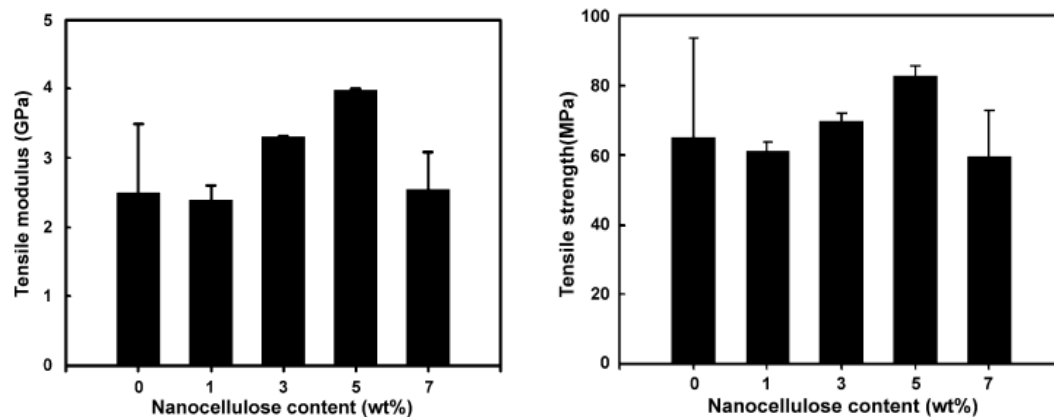 Tensile modulus (GPa)
5
4
3
2
1
0
0 1 3 5 7
Nanocellulose content (wt%)
Tensile strength(MPa)
100
80
60
40
20
0
0 1 3 5 7
Nanocellulose content (wt%)